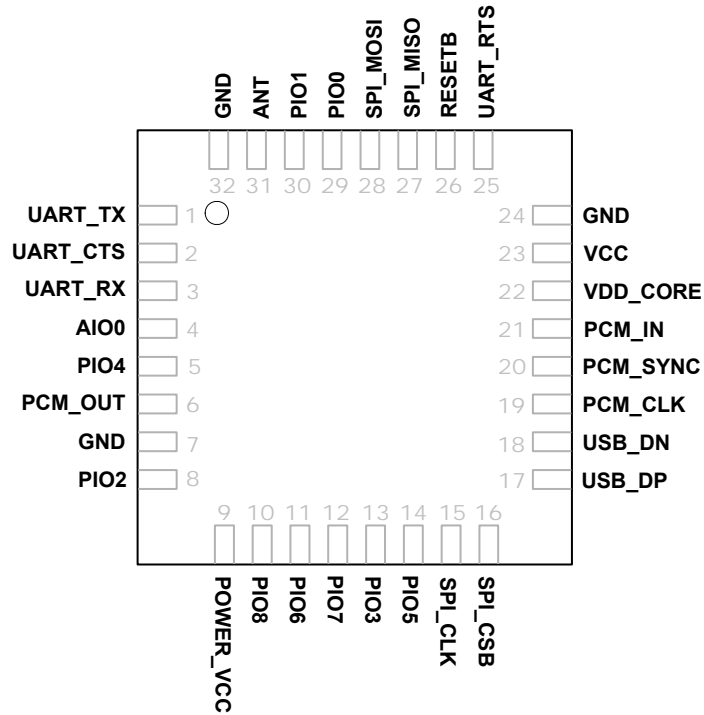 GND
ANT
PIO1
PIO0
SPI_MOSI
SPI_MISO
RESETB
UART_RTS
32 31 30 29 28 27 26 25
UART_TX 1
UART_CTS 2
UART_RX 3
AIO0 4
PIO4 5
PCM_OUT 6
GND 7
PIO2 8
24 GND
23 VCC
22 VDD_CORE
21 PCM_IN
20 PCM_SYNC
19 PCM_CLK
18 USB_DN
17 USB_DP
9 10 11 12 13 14 15 16
POWER_VCC
PIO8
PIO6
PIO7
PIO3
PIO5
SPI_CLK
SPI_CSB